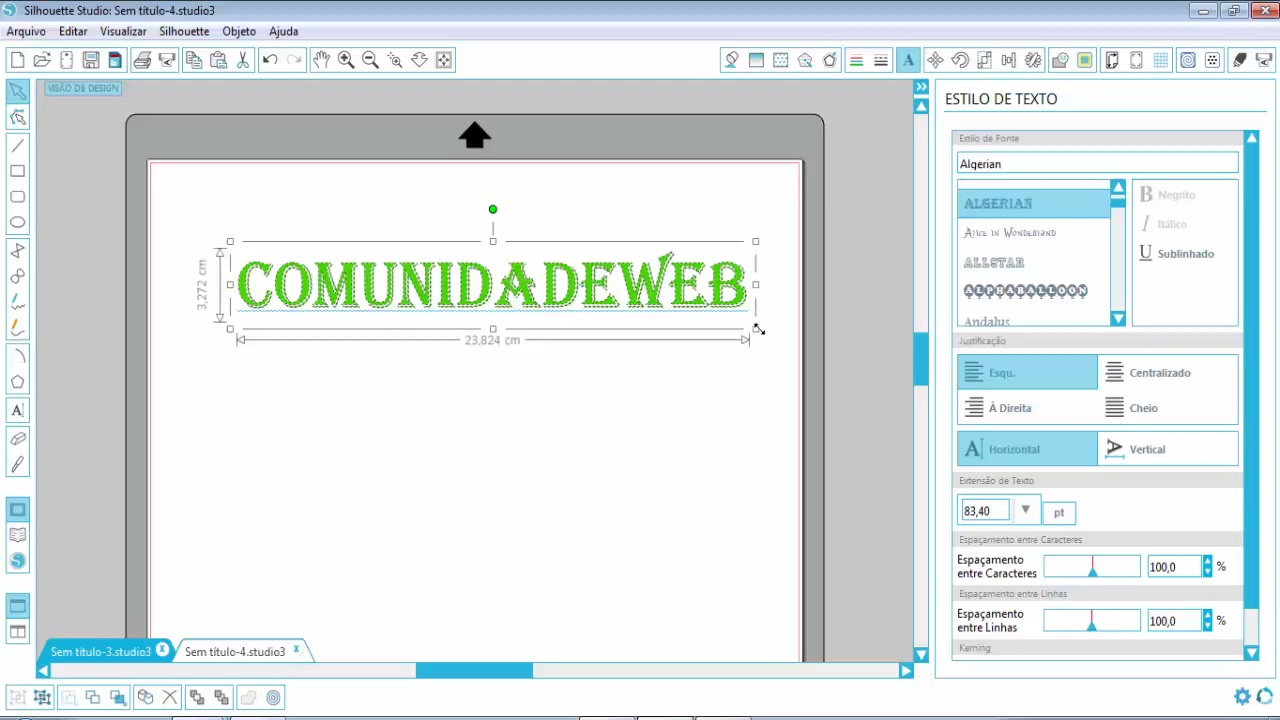 Silhouette Studio: Sem título-4.studio3
Arquivo Editar Visualizar Silhouette Objeto Ajuda
VISÃO DE DESIGN
ESTILO DE TEXTO
Estilo de Fonte
Algerian
ALGERIAN
Alice in Wonderland
ALLSTAR
ALPHABALLOON
Andalus
B Negrito
I Itálico
U Sublinhado
COMUNIDADEWEB
3,272 cm
23,824 cm
Justificação
Esqu.
Centralizado
À Direita
Cheio
Horizontal
Vertical
Extensão de Texto
83,40
pt
Espaçamento entre Caracteres
Espaçamento
entre Caracteres
100,0 %
Espaçamento entre Linhas
Espaçamento
entre Linhas
100,0 %
Kerning
Sem título-3.studio3
Sem título-4.studio3